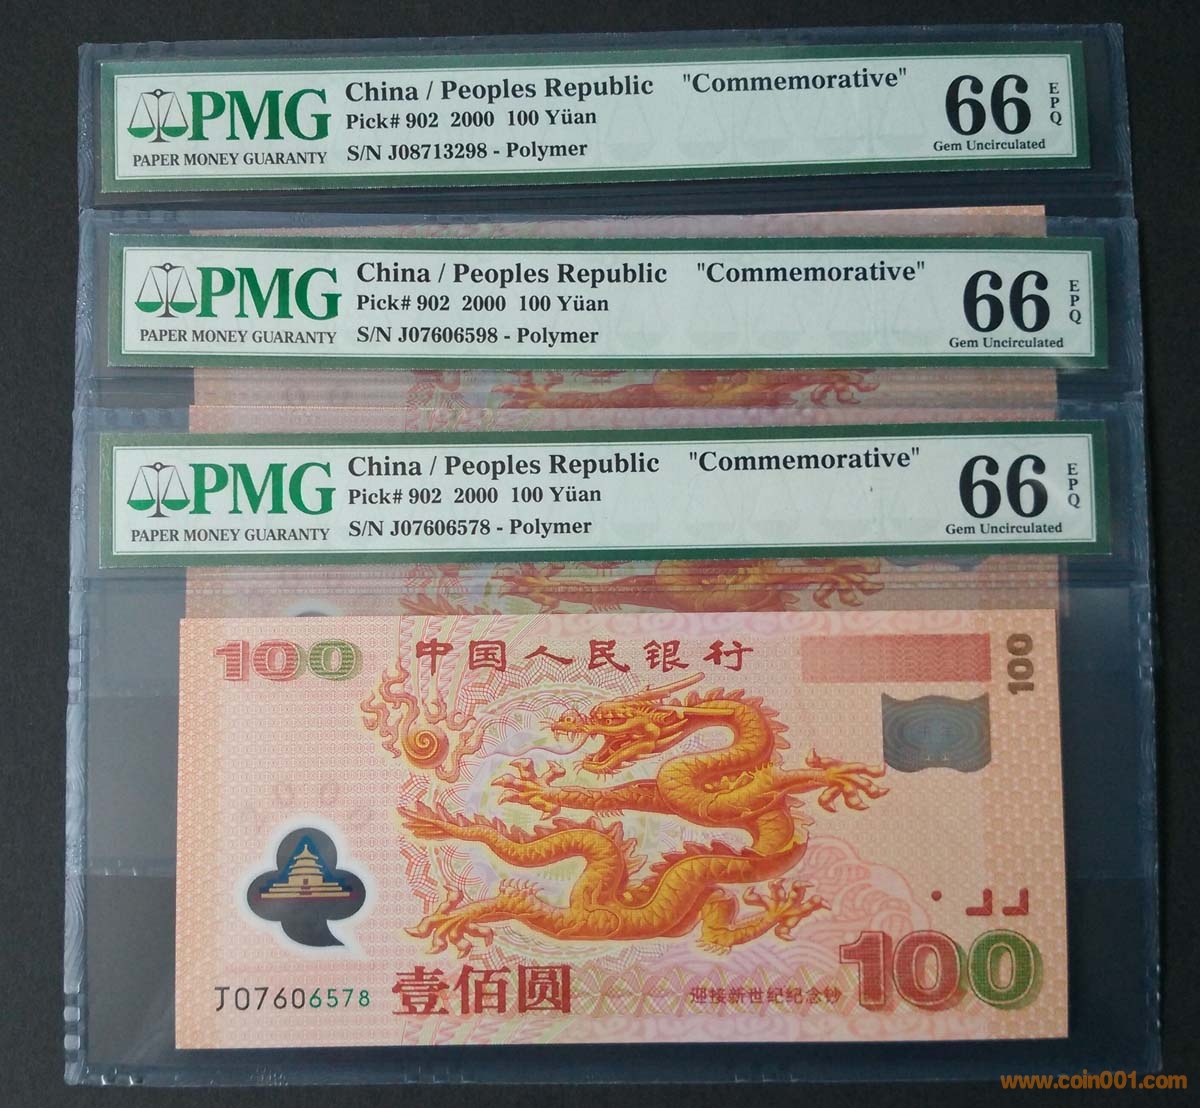 PMG
PAPER MONEY GUARANTY
China / Peoples Republic "Commemorative"
Pick# 902 2000 100 Yüan
S/N J08713298 - Polymer
66 EPQ
Gem Uncirculated
PMG
PAPER MONEY GUARANTY
China / Peoples Republic "Commemorative"
Pick# 902 2000 100 Yüan
S/N J07606598 - Polymer
66 EPQ
Gem Uncirculated
PMG
PAPER MONEY GUARANTY
China / Peoples Republic "Commemorative"
Pick# 902 2000 100 Yüan
S/N J07606578 - Polymer
66 EPQ
Gem Uncirculated
100
中国人民银行
100
J07606578
壹佰圆
迎接新世纪纪念钞
100
www.coin001.com